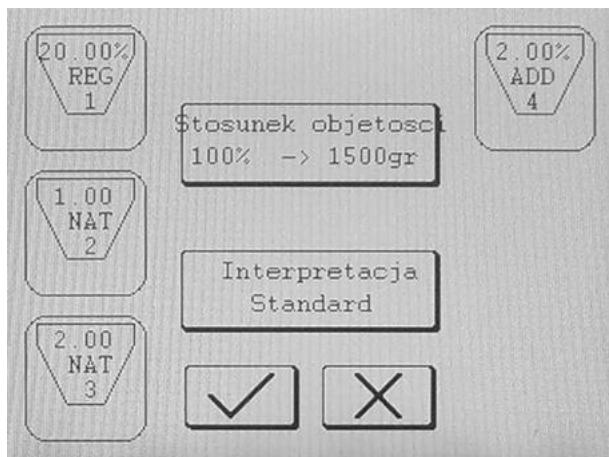 20.00%
REG
1
2.00%
ADD
4
Stosunek objetosci
100% -> 1500gr
1.00
NAT
2
Interpretacja
Standard
2.00
NAT
3